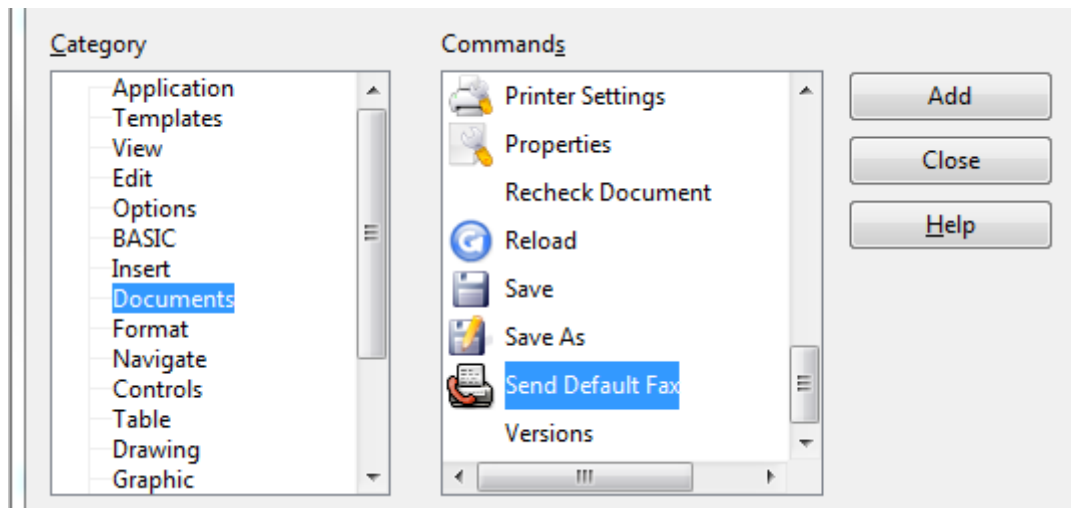 Category
Application
Templates
View
Edit
Options
BASIC
Insert
Documents
Format
Navigate
Controls
Table
Drawing
Graphic
Commands
Printer Settings
Properties
Recheck Document
Reload
Save
Save As
Send Default Fax
Versions
Add
Close
Help